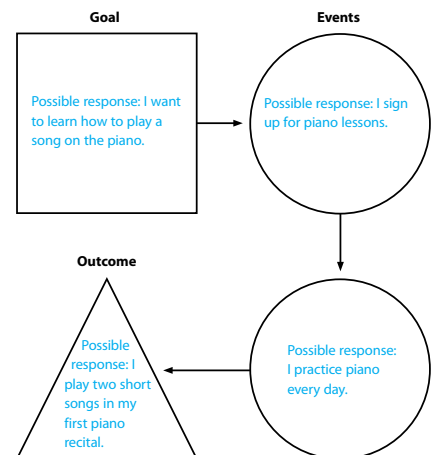 Goal
Possible response: I want
to learn how to play a
song on the piano.
Events
Possible response: I sign
up for piano lessons.
Possible response:
I practice piano
every day.
Outcome
Possible
response: I
play two short
songs in my
first piano
recital.